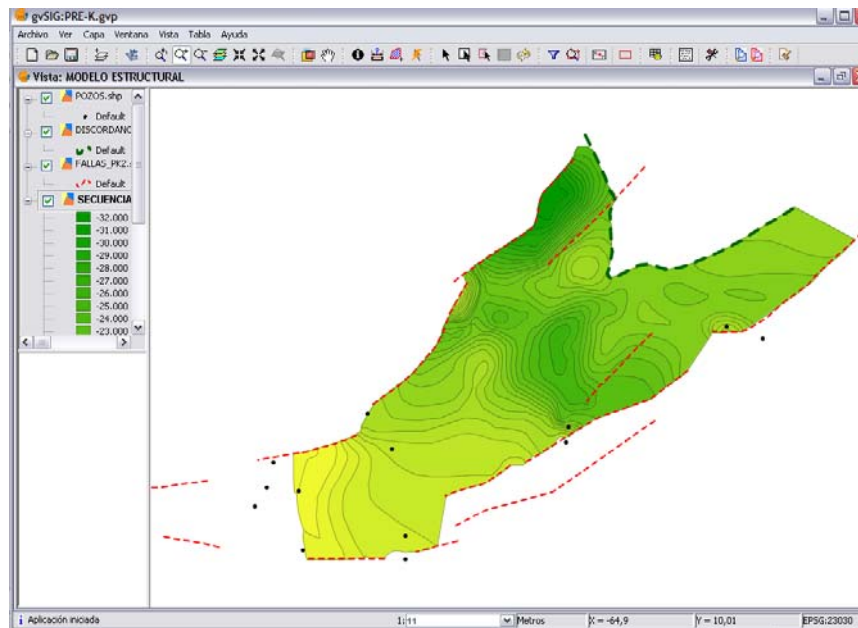 gvSIG:PRE-K.gvp
Archivo Ver Capa Ventana Vista Tabla Ayuda
Vista: MODELO ESTRUCTURAL
POZOS.shp
Default
DISCORDANC
Default
FALLAS_PK2.s
Default
SECUENCIA
-32.000
-31.000
-30.000
-29.000
-28.000
-27.000
-26.000
-25.000
-24.000
-23.000
Aplicación iniciada 1: Metros X = -64,9 Y = 10,01 EPSG:23030